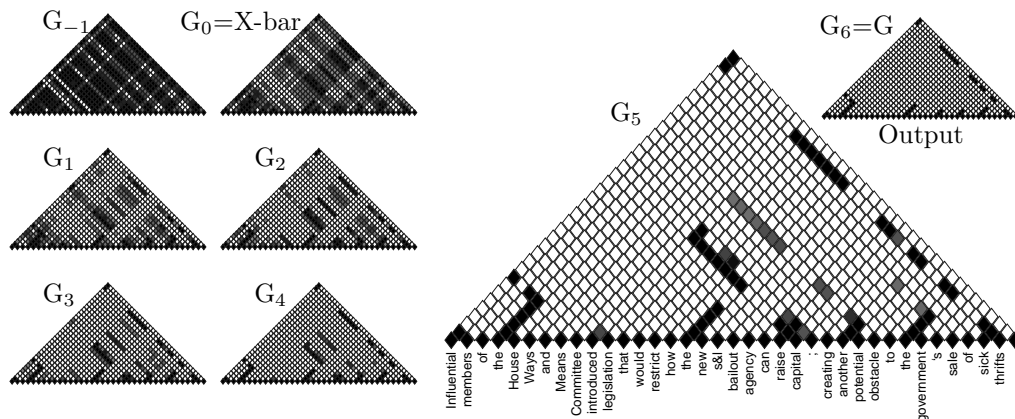 G₋₁
G₀=X-bar
G₁
G₂
G₃
G₄
G₅
G₆=G
Output
Influential
members
of
the
House
Ways
and
Means
Committee
introduced
legislation
that
would
restrict
how
the
new
s&l
bailout
agency
can
raise
capital
;
creating
another
potential
obstacle
to
the
government
's
sale
of
sick
thrifts
.